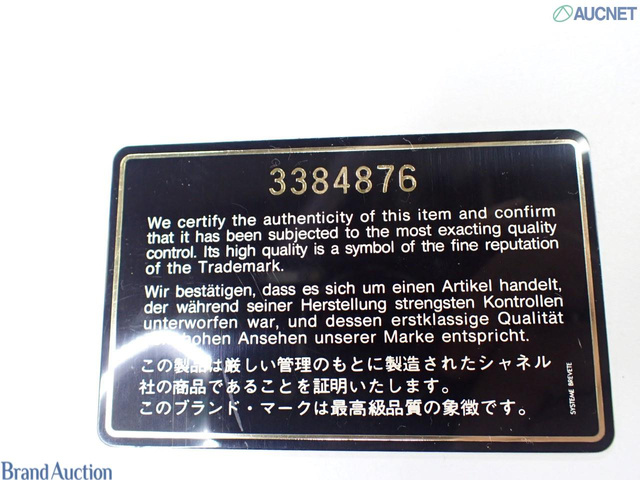 AUCNET
3384876
We certify the authenticity of this item and confirm
that it has been subjected to the most exacting quality
control. Its high quality is a symbol of the fine reputation
of the Trademark.
Wir bestätigen, dass es sich um einen Artikel handelt,
der während seiner Herstellung strengsten Kontrollen
unterworfen war, und dessen erstklassige Qualität
hohen Ansehen unserer Marke entspricht.
この製品は厳しい管理のもとに製造されたシャネル
社の商品であることを証明いたします。
このブランド・マークは最高級品質の象徴です。
SYSTEME BREVETE
Brand Auction